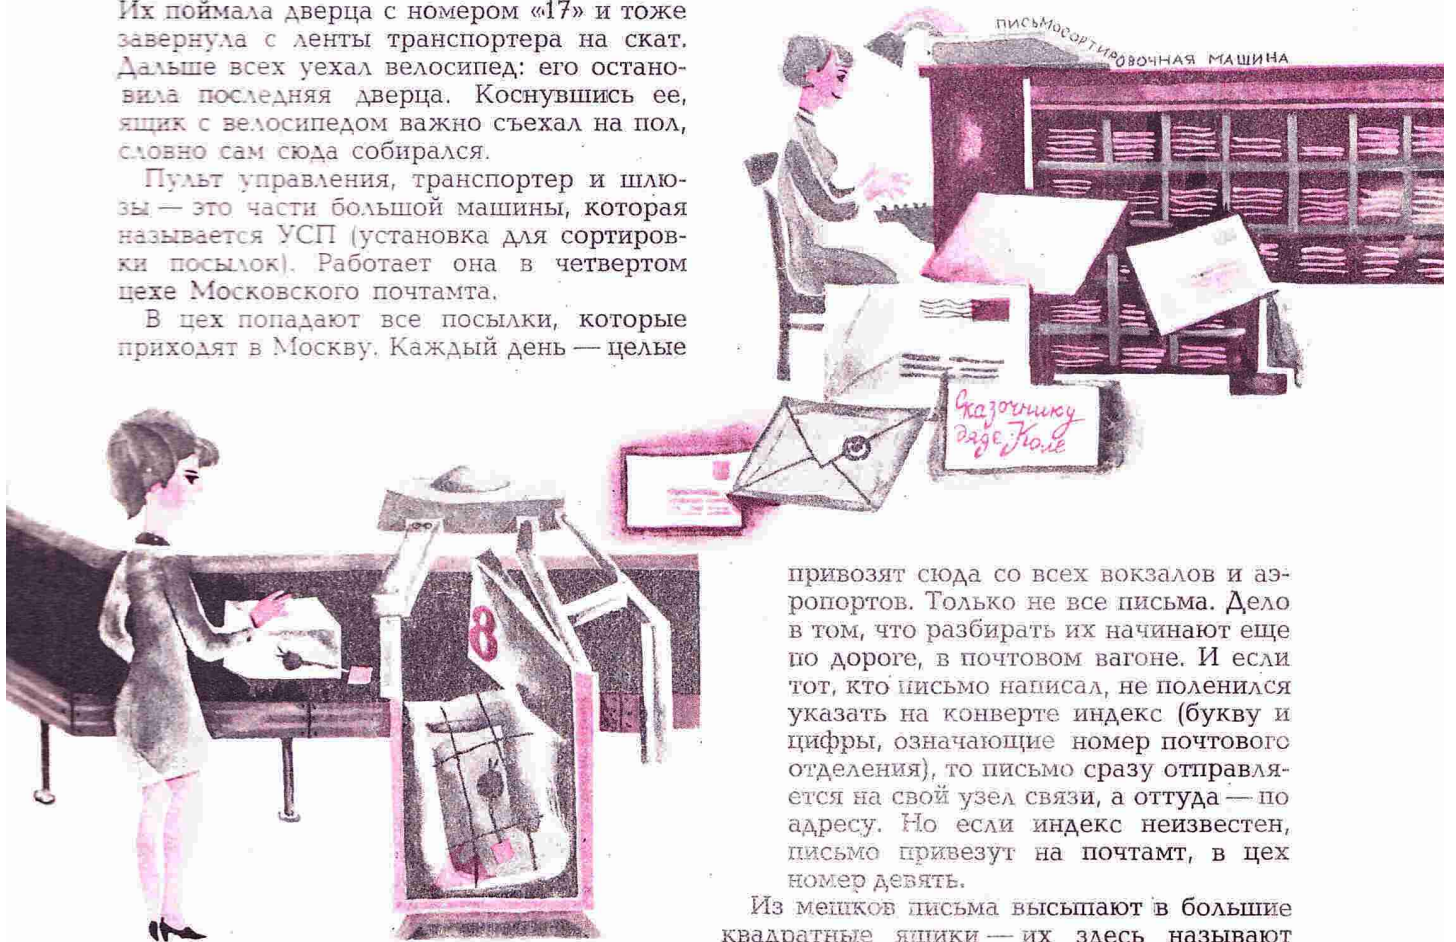 Их поймала дверца с номером «17» и тоже
завернула с ленты транспортера на скат.
Дальше всех уехал велосипед: его остано-
вила последняя дверца. Коснувшись ее,
ящик с велосипедом важно съехал на пол,
словно сам сюда собирался.
Пульт управления, транспортер и шлю-
зы — это части большой машины, которая
называется УСП (установка для сортиров-
ки посылок). Работает она в четвертом
цехе Московского почтамта.
В цех попадают все посылки, которые
приходят в Москву. Каждый день — целые
ПИСЬМОСОРТИРОВОЧНАЯ МАШИНА
Сказочнику
дяде Коле
8
привозят сюда со всех вокзалов и аэ-
ропортов. Только не все письма. Дело
в том, что разбирать их начинают еще
по дороге, в почтовом вагоне. И если
тот, кто письмо написал, не поленился
указать на конверте индекс (букву и
цифры, означающие номер почтового
отделения), то письмо сразу отправля-
ется на свой узел связи, а оттуда — по
адресу. Но если индекс неизвестен,
письмо привезут на почтамт, в цех
номер девять.
Из мешков письма высыпают в большие
квадратные ящики — их здесь называют